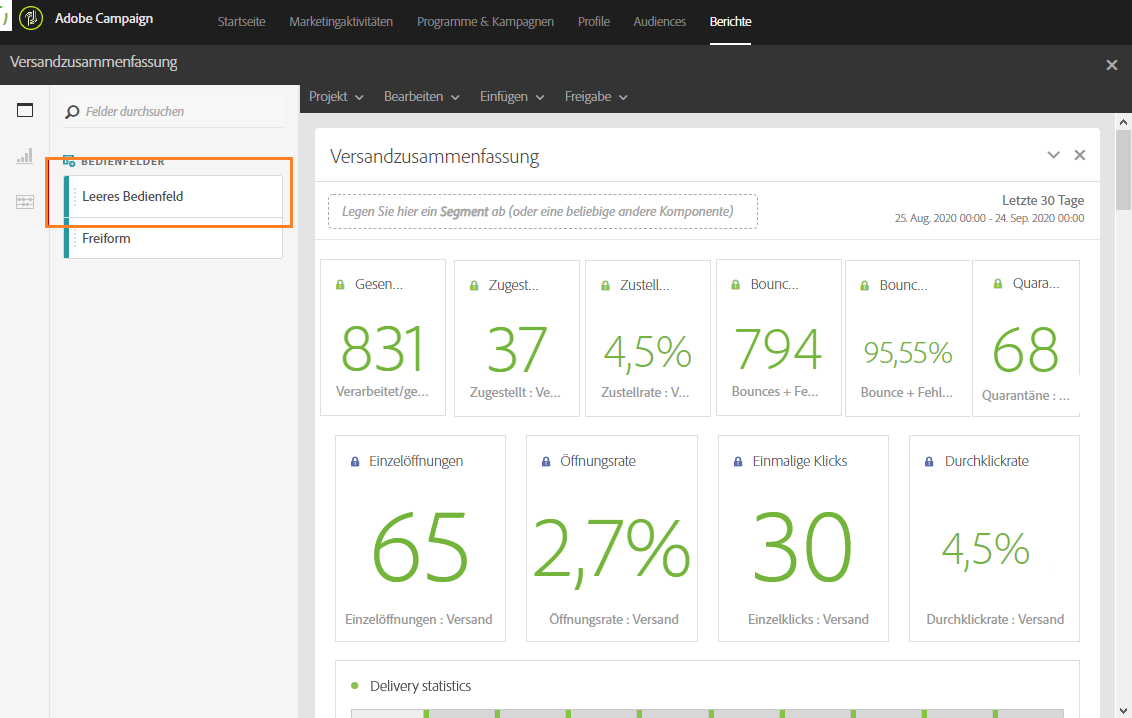 Adobe Campaign
Startseite Marketingaktivitäten Programme & Kampagnen Profile Audiences Berichte
Versandzusammenfassung
Projekt Bearbeiten Einfügen Freigabe
Felder durchsuchen
BEDIENFELDER
Leeres Bedienfeld
Freiform
Versandzusammenfassung
Legen Sie hier ein Segment ab (oder eine beliebige andere Komponente)
Letzte 30 Tage
25. Aug. 2020 00:00 - 24. Sep. 2020 00:00
Gesen... Zugest... Zustell... Bounc... Bounc... Quara...
831 37 4,5% 794 95,55% 68
Verarbeitet/ge... Zugestellt : Ve... Zustellrate : V... Bounces + Fe... Bounce + Fehl... Quarantäne : ...
Einzelöffnungen Öffnungsrate Einmalige Klicks Durchklickrate
65 2,7% 30 4,5%
Einzelöffnungen : Versand Öffnungsrate : Versand Einzelklicks : Versand Durchklickrate : Versand
Delivery statistics